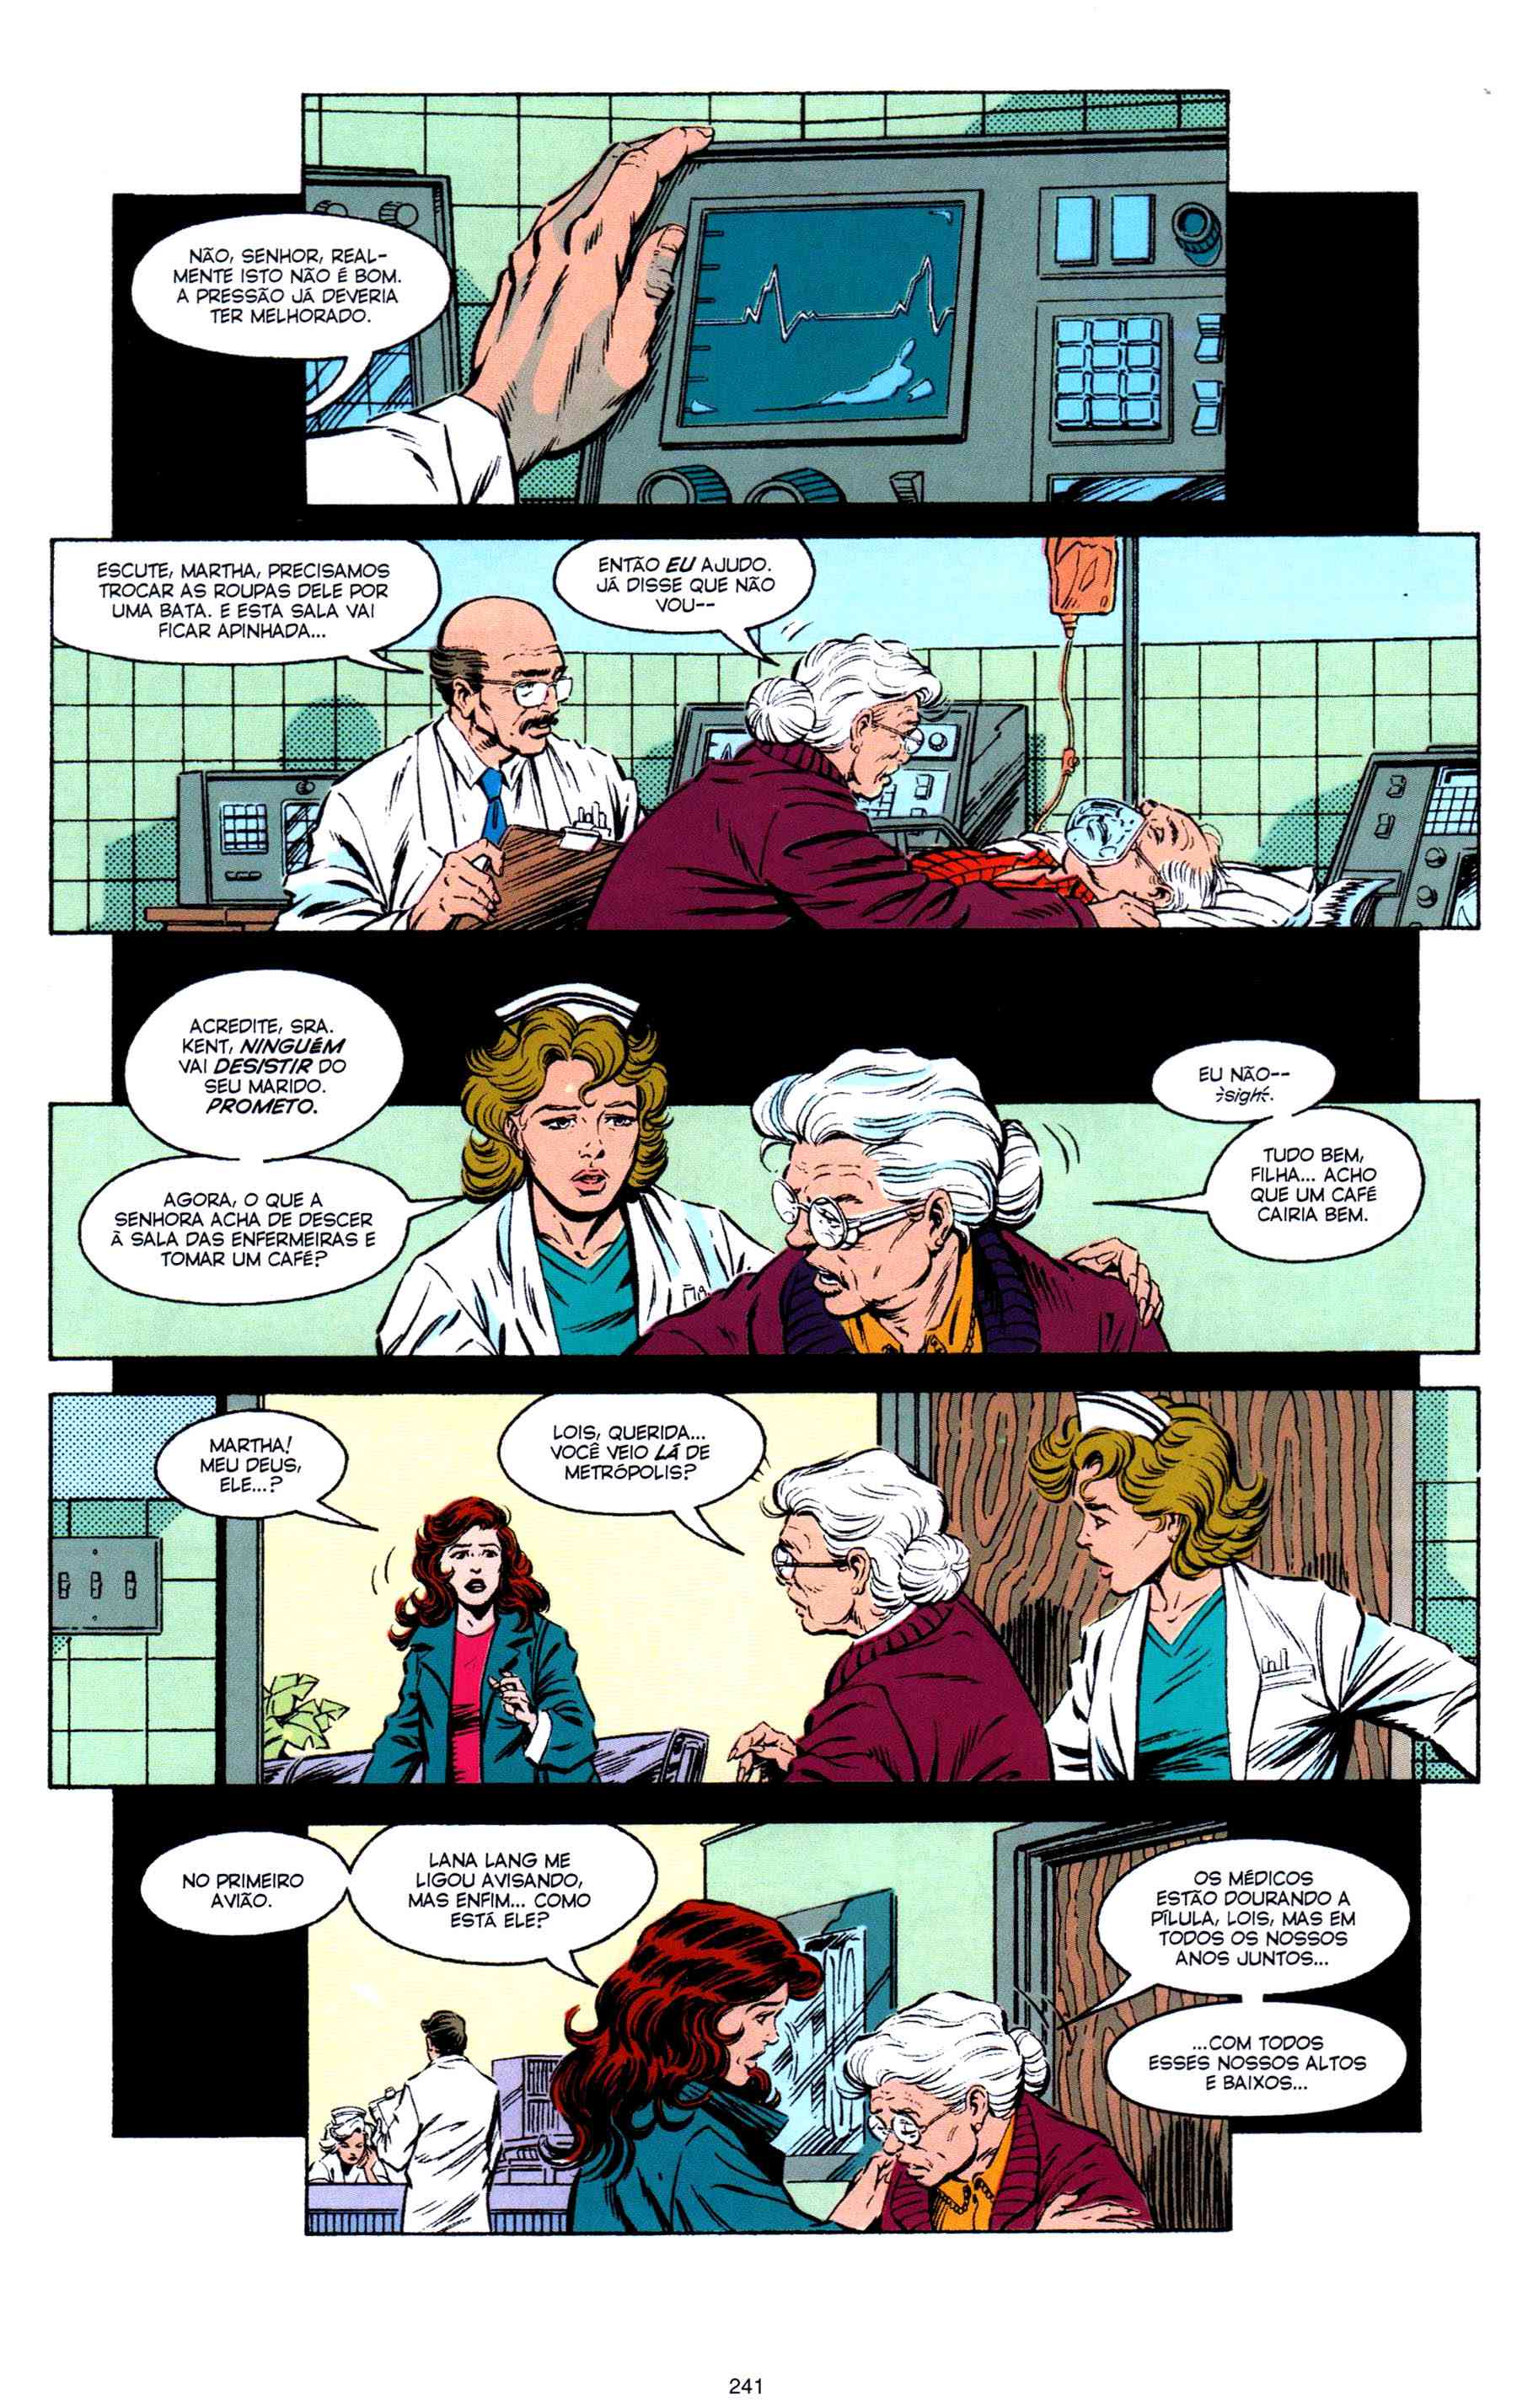 NÃO, SENHOR, REAL-
MENTE ISTO NÃO É BOM.
A PRESSÃO JÁ DEVERIA
TER MELHORADO.
ESCUTE, MARTHA, PRECISAMOS
TROCAR AS ROUPAS DELE POR
UMA BATA. E ESTA SALA VAI
FICAR APINHADA...
ENTÃO EU AJUDO.
JÁ DISSE QUE NÃO
VOU--
ACREDITE, SRA.
KENT, NINGUÉM
VAI DESISTIR DO
SEU MARIDO.
PROMETO.
AGORA, O QUE A
SENHORA ACHA DE DESCER
À SALA DAS ENFERMEIRAS E
TOMAR UM CAFÉ?
EU NÃO--
sigh.
TUDO BEM,
FILHA... ACHO
QUE UM CAFÉ
CAIRIA BEM.
MARTHA!
MEU DEUS,
ELE...?
LOIS, QUERIDA...
VOCÊ VEIO LÁ DE
METRÓPOLIS?
NO PRIMEIRO
AVIÃO.
LANA LANG ME
LIGOU AVISANDO,
MAS ENFIM... COMO
ESTÁ ELE?
OS MÉDICOS
ESTÃO DOURANDO A
PÍLULA, LOIS, MAS EM
TODOS OS NOSSOS
ANOS JUNTOS...
...COM TODOS
ESSES NOSSOS ALTOS
E BAIXOS...
241